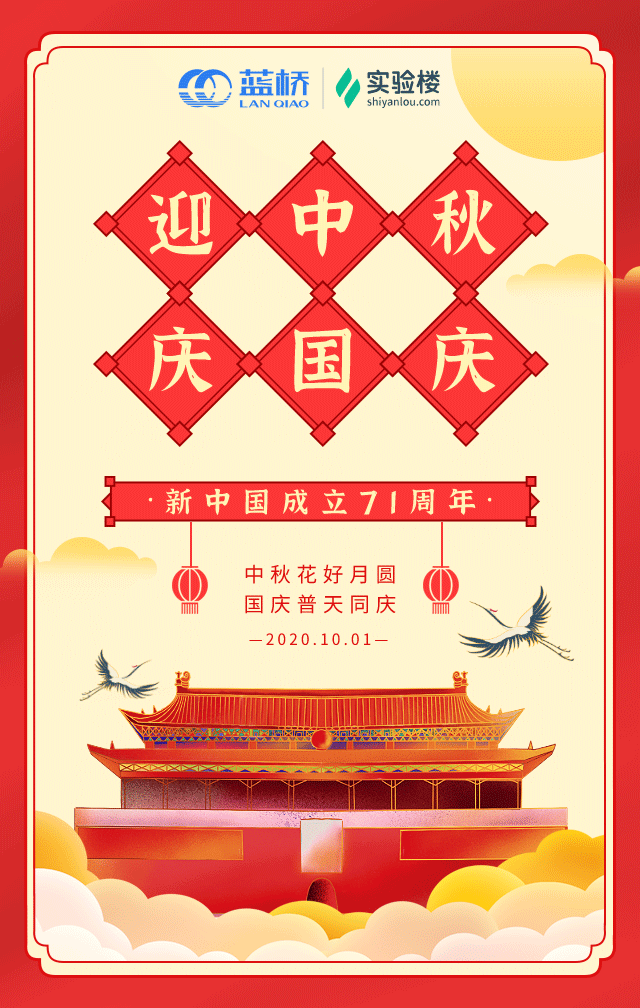 蓝桥
LAN QIAO
实验楼
shiyanlou.com
迎中秋
庆国庆
·新中国成立71周年·
中秋花好月圆
国庆普天同庆
—2020.10.01—